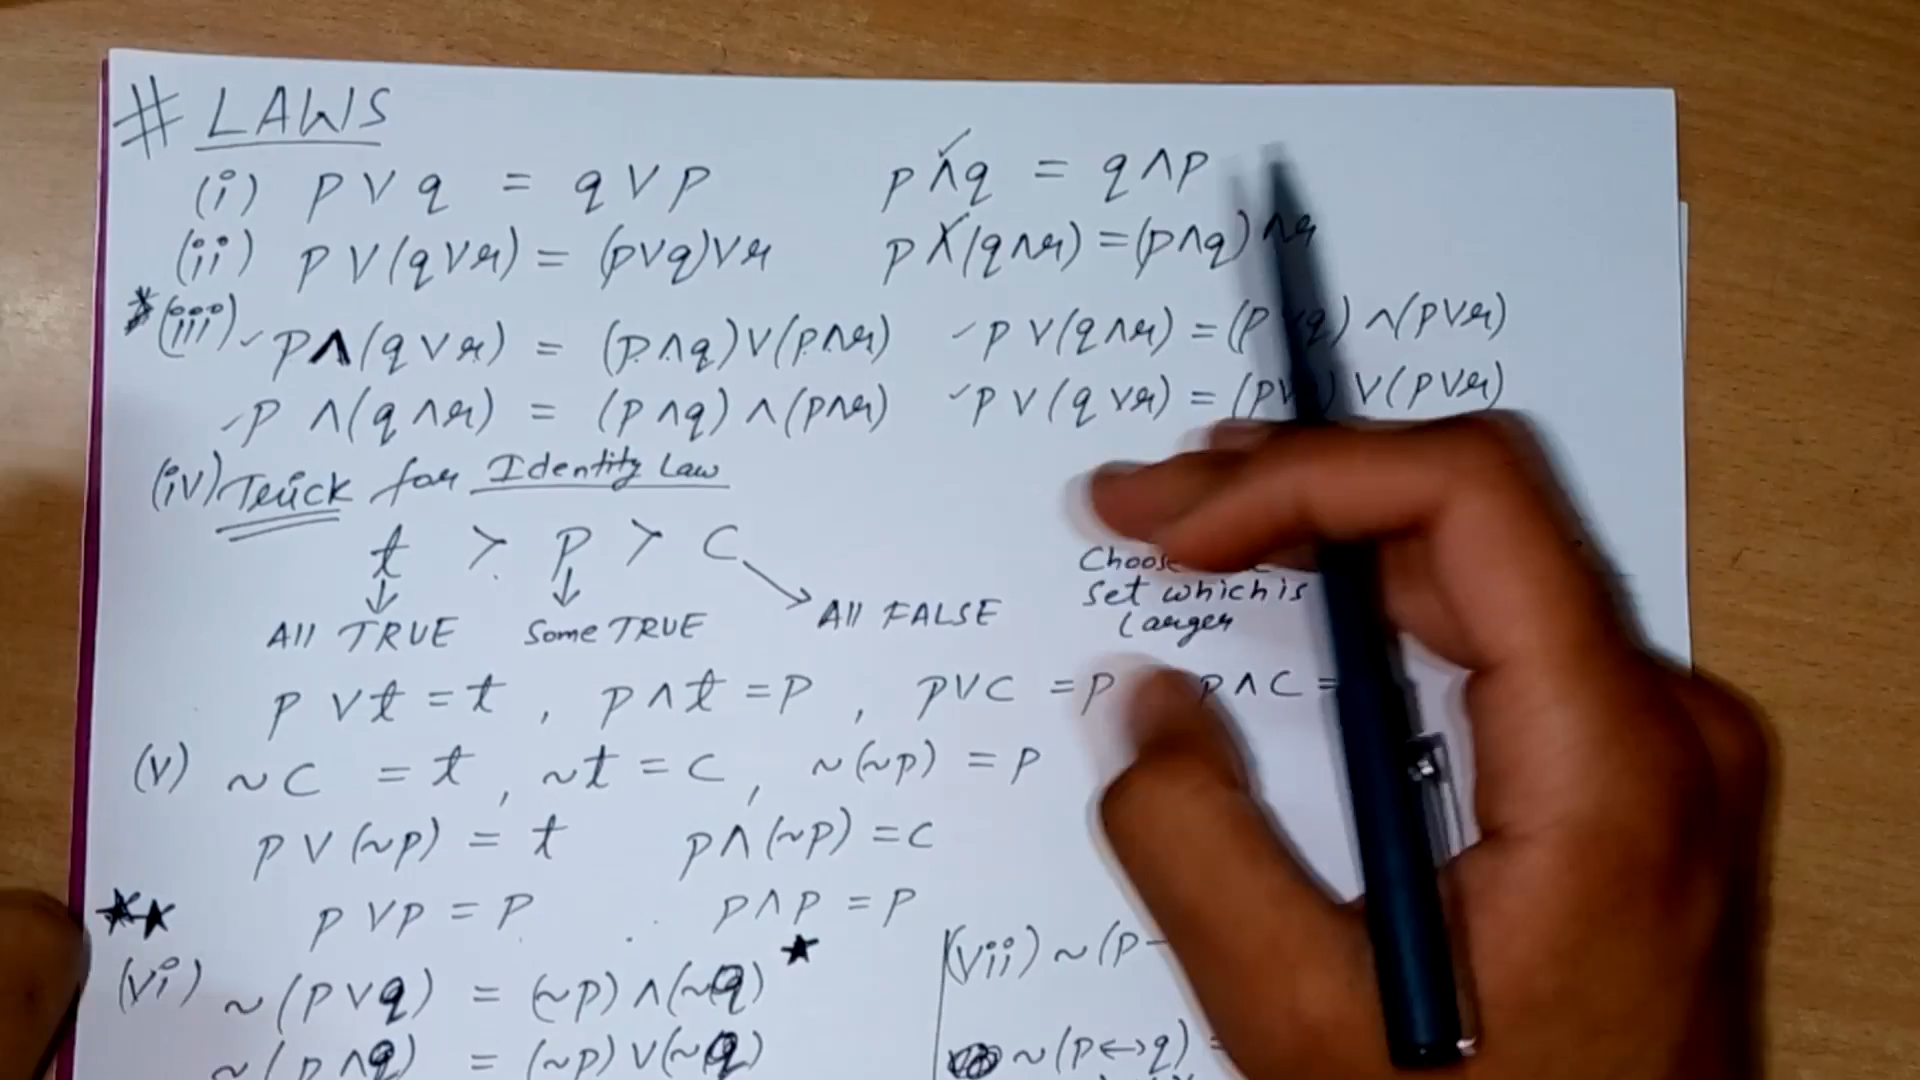 # LAWS
(i) p ∨ q = q ∨ p p ∧ q = q ∧ p
(ii) p ∨ (q ∨ r) = (p ∨ q) ∨ r p ∧ (q ∧ r) = (p ∧ q) ∧ r
(iii) p ∧ (q ∨ r) = (p ∧ q) ∨ (p ∧ r) p ∨ (q ∧ r) = (p ∨ q) ∧ (p ∨ r)
p ∧ (q ∧ r) = (p ∧ q) ∧ (p ∧ r) p ∨ (q ∨ r) = (p ∨ ) ∨ (p ∨ r)
(iv) Trick for Identity Law
t > P > C
All TRUE Some TRUE All FALSE
Choose
set which is
larger
p ∨ t = t , p ∧ t = p , p ∨ c = p p ∧ c =
(v) ~c = t , ~t = c , ~(~p) = p
p ∨ (~p) = t p ∧ (~p) = c
p ∨ p = p p ∧ p = p
(vi) ~(p ∨ q) = (~p) ∧ (~q)
~(p ∧ q) = (~p) ∨ (~q)
(vii) ~(p -
~(p ↔ q) =